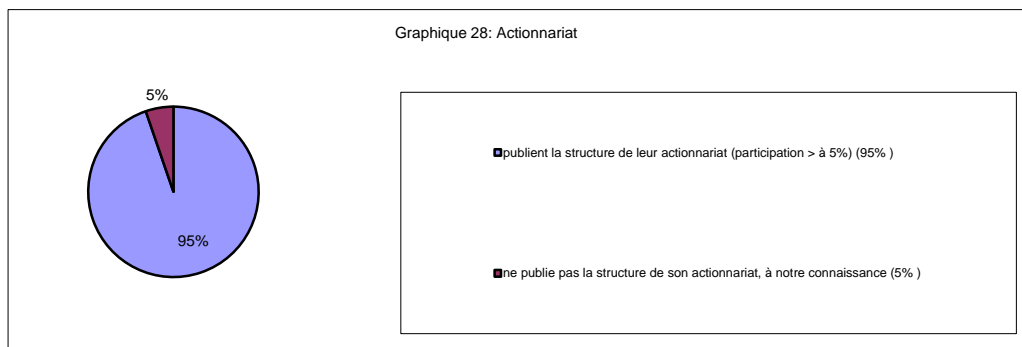 Graphique 28: Actionnariat
5%
95%
publient la structure de leur actionnariat (participation > à 5%) (95% )
ne publie pas la structure de son actionnariat, à notre connaissance (5% )